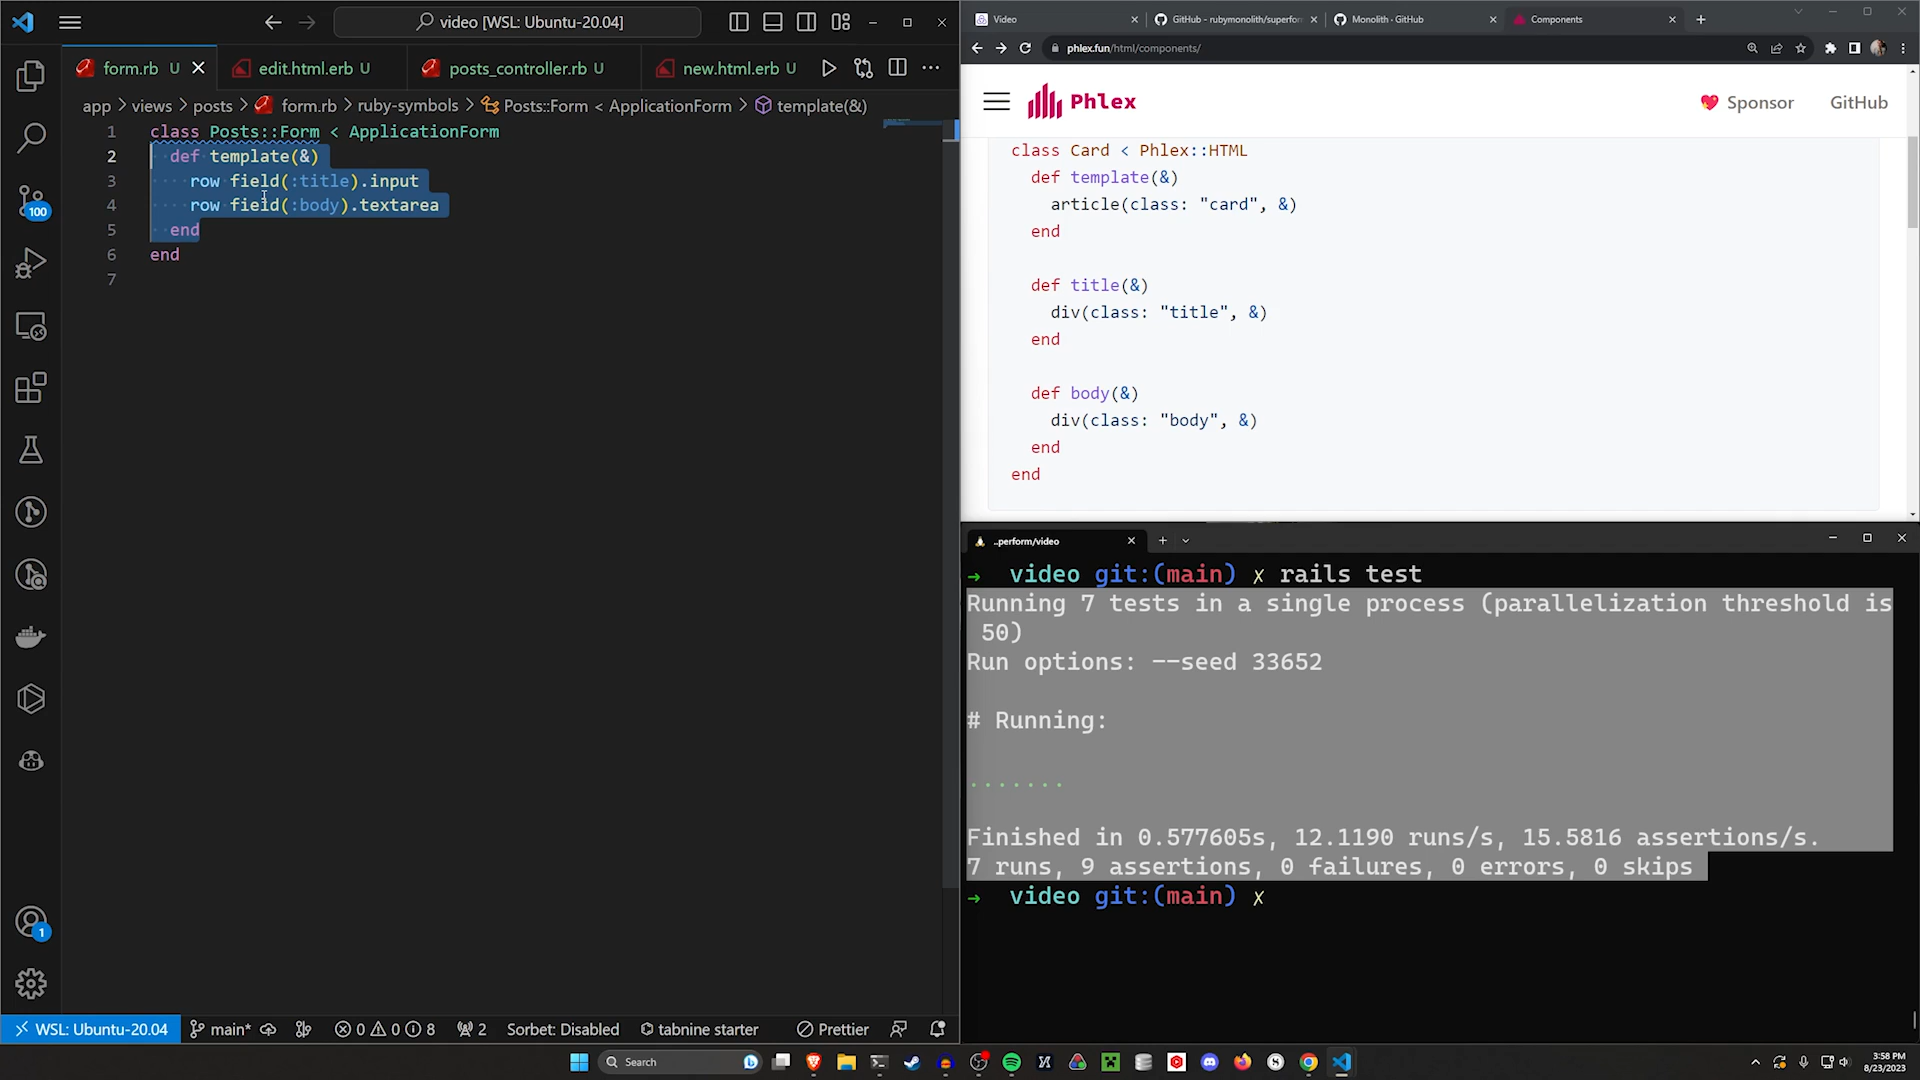 video [WSL: Ubuntu-20.04]
form.rb U
edit.html.erb U
posts_controller.rb U
new.html.erb U
app > views > posts > form.rb > ruby-symbols > Posts::Form < ApplicationForm > template(&)
1 class Posts::Form < ApplicationForm
2 def template(&)
3 row field(:title).input
4 row field(:body).textarea
5 end
6 end
7
100
1
WSL: Ubuntu-20.04 main* 0 0 8 2 Sorbet: Disabled tabnine starter Prettier
Video
GitHub - rubymonolith/superfor
Monolith · GitHub
Components
phlex.fun/html/components/
Phlex
Sponsor
GitHub
class Card < Phlex::HTML
def template(&)
article(class: "card", &)
end
def title(&)
div(class: "title", &)
end
def body(&)
div(class: "body", &)
end
end
..perform/video
→ video git:(main) ✗ rails test
Running 7 tests in a single process (parallelization threshold is
50)
Run options: --seed 33652
# Running:
.......
Finished in 0.577605s, 12.1190 runs/s, 15.5816 assertions/s.
7 runs, 9 assertions, 0 failures, 0 errors, 0 skips
→ video git:(main) ✗
Search
3:58 PM
8/23/2023